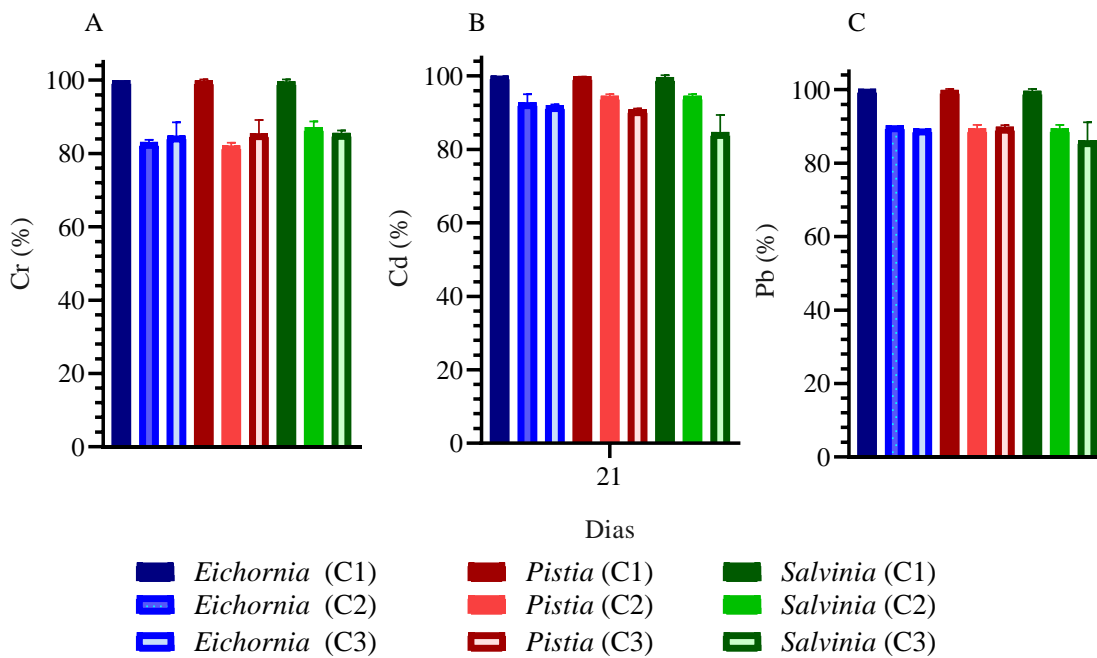 A
B
C
Cr (%)
100
80
60
40
20
0
Cd (%)
100
80
60
40
20
0
21
Pb (%)
100
80
60
40
20
0
Dias
Eichornia (C1)
Pistia (C1)
Salvinia (C1)
Eichornia (C2)
Pistia (C2)
Salvinia (C2)
Eichornia (C3)
Pistia (C3)
Salvinia (C3)